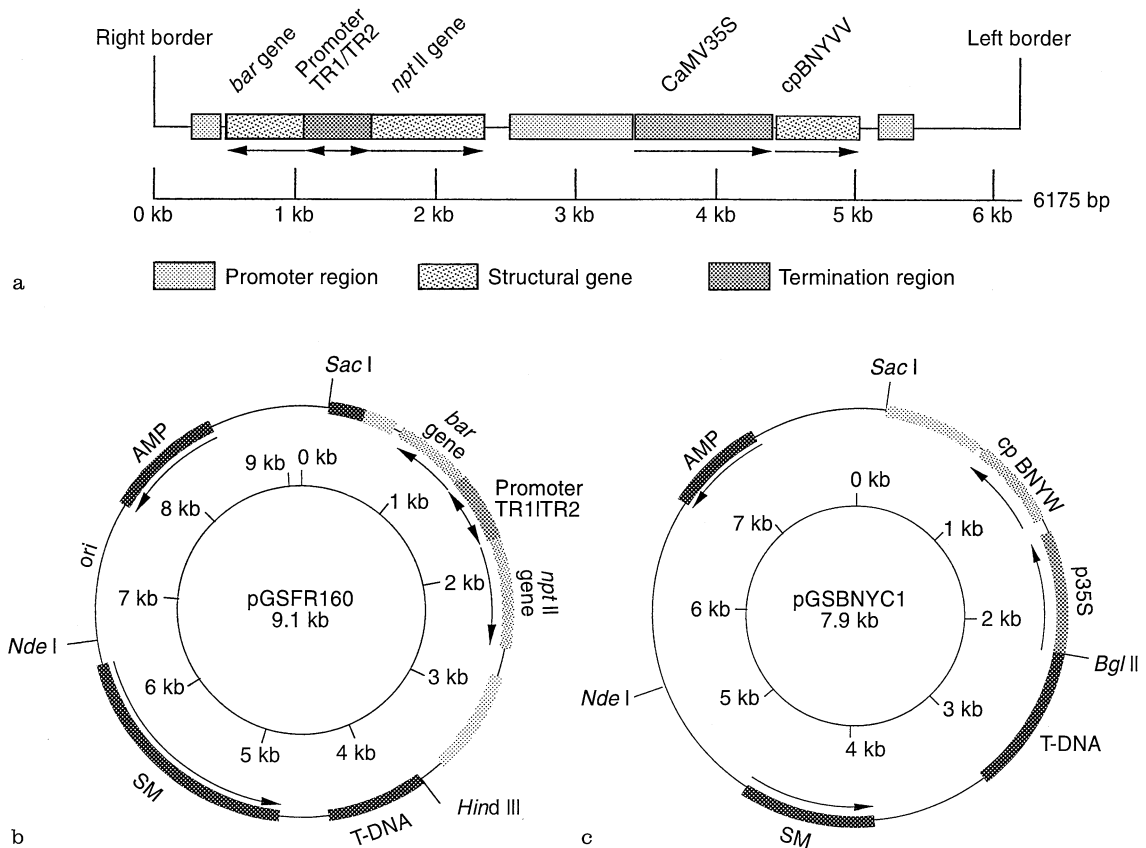 Right border
bar gene
Promoter
TR1/TR2
npt II gene
CaMV35S
cpBNYVV
Left border
0 kb
1 kb
2 kb
3 kb
4 kb
5 kb
6 kb
6175 bp
a
Promoter region
Structural gene
Termination region
Sac I
bar
gene
Promoter
TR1lTR2
npt II
gene
AMP
ori
Nde I
SM
T-DNA
Hind III
9 kb
0 kb
1 kb
2 kb
3 kb
4 kb
5 kb
6 kb
7 kb
8 kb
pGSFR160
9.1 kb
b
Sac I
cp BNYW
p35S
Bgl II
T-DNA
SM
Nde I
AMP
0 kb
1 kb
2 kb
3 kb
4 kb
5 kb
6 kb
7 kb
pGSBNYC1
7.9 kb
c